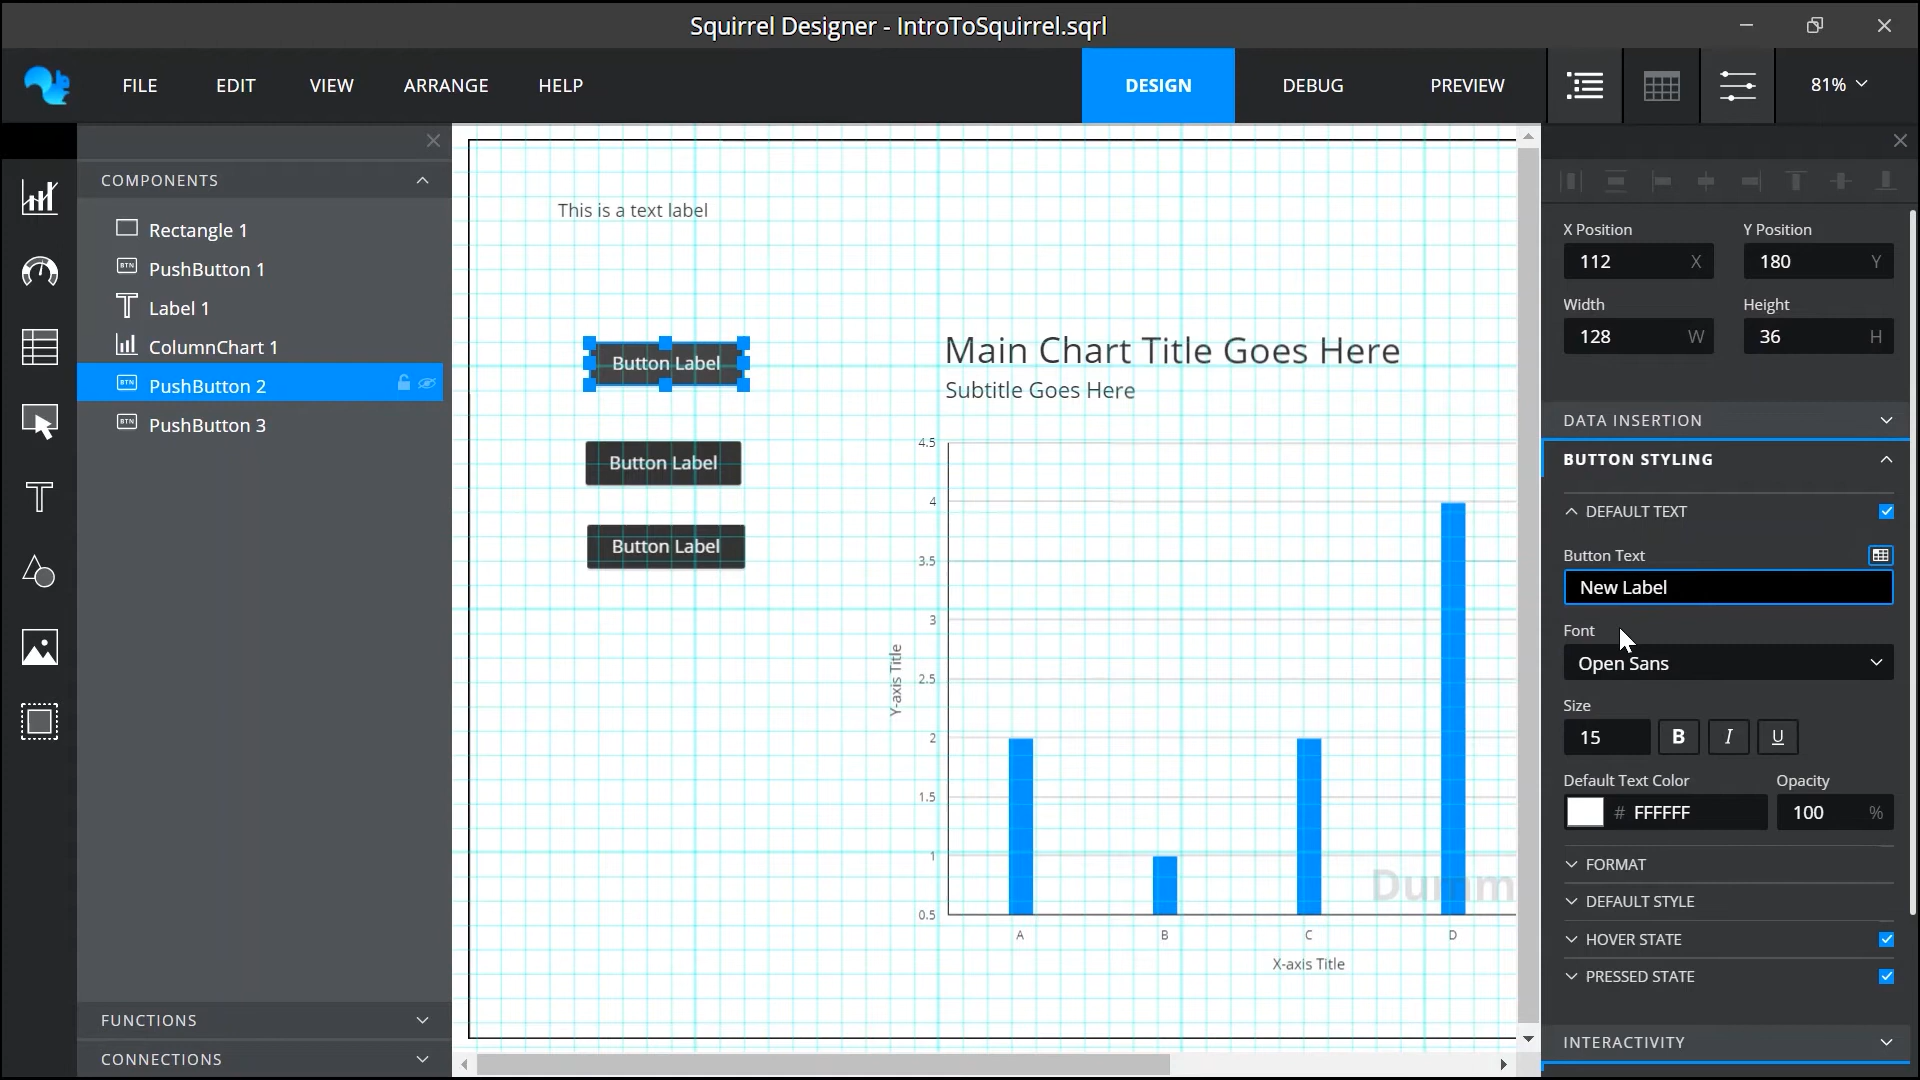 Squirrel Designer - IntroToSquirrel.sqrl
FILE EDIT VIEW ARRANGE HELP DESIGN DEBUG PREVIEW 81%
COMPONENTS
Rectangle 1
BTN PushButton 1
Label 1
ColumnChart 1
BTN PushButton 2
BTN PushButton 3
FUNCTIONS
CONNECTIONS
This is a text label
Button Label
Button Label
Button Label
Main Chart Title Goes Here
Subtitle Goes Here
4.5
4
3.5
3
2.5
2
1.5
1
0.5
Y-axis Title
A B C D
X-axis Title
X Position Y Position
112 X 180 Y
Width Height
128 W 36 H
DATA INSERTION
BUTTON STYLING
DEFAULT TEXT
Button Text
New Label
Font
Open Sans
Size
15 B I U
Default Text Color Opacity
# FFFFFF 100 %
FORMAT
DEFAULT STYLE
HOVER STATE
PRESSED STATE
INTERACTIVITY